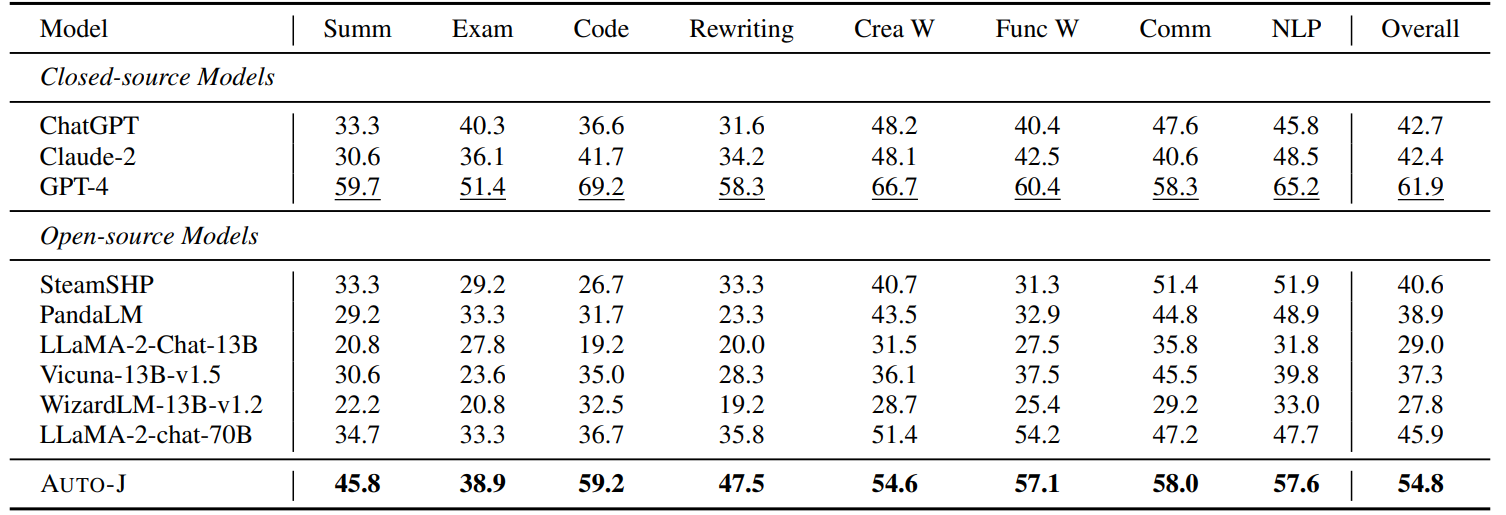 Model Summ Exam Code Rewriting Crea W Func W Comm NLP Overall
Closed-source Models
ChatGPT 33.3 40.3 36.6 31.6 48.2 40.4 47.6 45.8 42.7
Claude-2 30.6 36.1 41.7 34.2 48.1 42.5 40.6 48.5 42.4
GPT-4 59.7 51.4 69.2 58.3 66.7 60.4 58.3 65.2 61.9
Open-source Models
SteamSHP 33.3 29.2 26.7 33.3 40.7 31.3 51.4 51.9 40.6
PandaLM 29.2 33.3 31.7 23.3 43.5 32.9 44.8 48.9 38.9
LLaMA-2-Chat-13B 20.8 27.8 19.2 20.0 31.5 27.5 35.8 31.8 29.0
Vicuna-13B-v1.5 30.6 23.6 35.0 28.3 36.1 37.5 45.5 39.8 37.3
WizardLM-13B-v1.2 22.2 20.8 32.5 19.2 28.7 25.4 29.2 33.0 27.8
LLaMA-2-chat-70B 34.7 33.3 36.7 35.8 51.4 54.2 47.2 47.7 45.9
AUTO-J 45.8 38.9 59.2 47.5 54.6 57.1 58.0 57.6 54.8